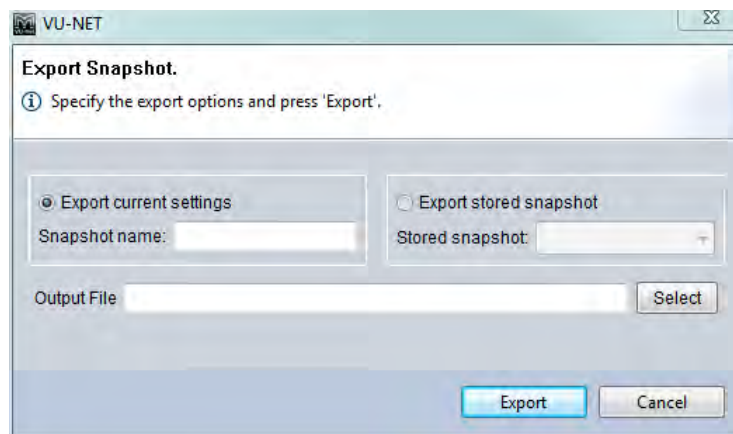 VU-NET
Export Snapshot.
Specify the export options and press 'Export'.
Export current settings
Snapshot name:
Export stored snapshot
Stored snapshot:
Output File
Select
Export
Cancel